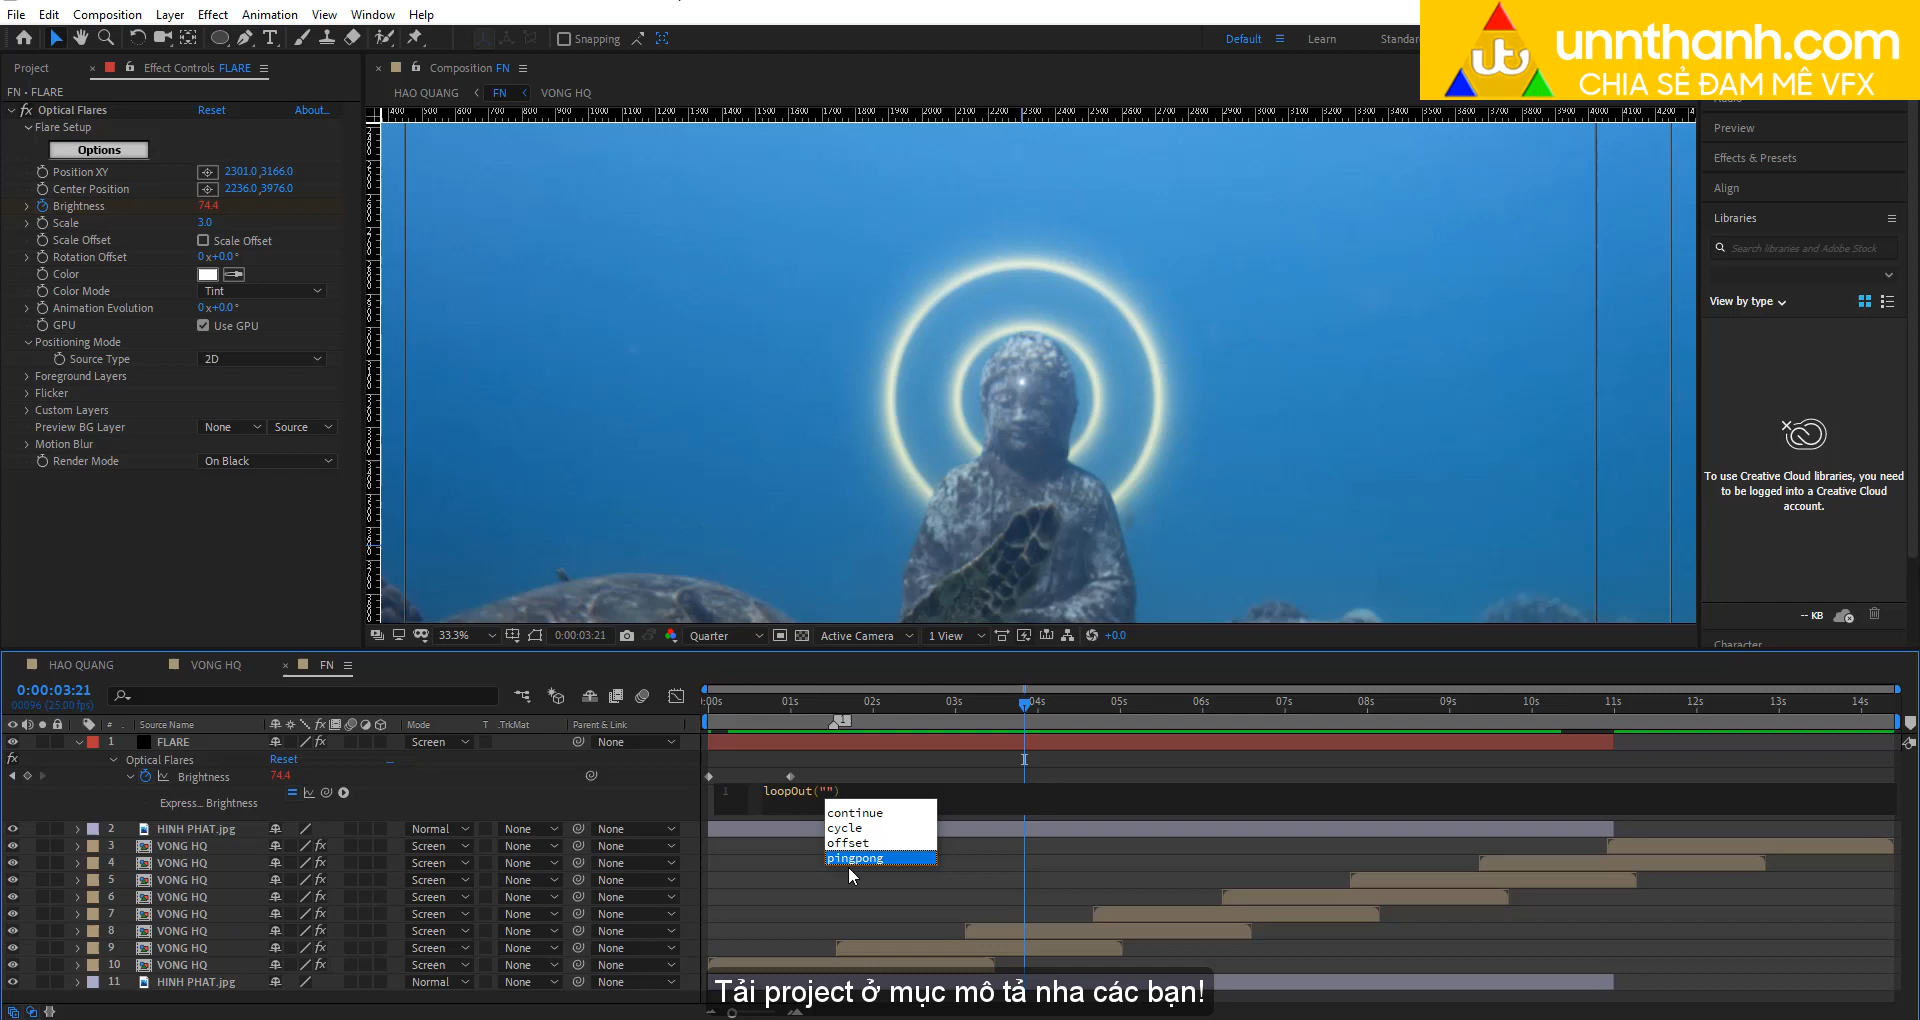 File Edit Composition Layer Effect Animation View Window Help
Snapping
Default Learn
unnthanh.com
CHIA SẺ ĐAM MÊ VFX
Project
Effect Controls FLARE
Composition FN
FN • FLARE
HAO QUANG FN VONG HQ
Optical Flares Reset About...
Flare Setup
Options
Position XY 2301.0,3166.0
Center Position 2236.0,3976.0
Brightness 74.4
Scale 3.0
Scale Offset Scale Offset
Rotation Offset 0x+0.0°
Color
Color Mode Tint
Animation Evolution 0x+0.0°
GPU Use GPU
Positioning Mode
Source Type 2D
Foreground Layers
Flicker
Custom Layers
Preview BG Layer None Source
Motion Blur
Render Mode On Black
Preview
Effects & Presets
Align
Libraries
Search libraries and Adobe Stock
View by type
To use Creative Cloud libraries, you need
to be logged into a Creative Cloud
account.
-- KB
33.3% 0:00:03:21 Quarter Active Camera 1 View +0.0
HAO QUANG VONG HQ FN
0:00:03:21
00096 (25.00 fps)
01s 02s 03s 04s 05s 06s 07s 08s 09s 10s 11s 12s 13s 14s
# Source Name Mode T .TrkMat Parent & Link
1 FLARE Screen None
Optical Flares Reset
Brightness 74.4
Express... Brightness
1 loopOut("")
continue
cycle
offset
pingpong
2 HINH PHAT.jpg Normal None None
3 VONG HQ Screen None None
4 VONG HQ Screen None None
5 VONG HQ Screen None None
6 VONG HQ Screen None None
7 VONG HQ Screen None None
8 VONG HQ Screen None None
9 VONG HQ Screen None None
10 VONG HQ Screen None None
11 HINH PHAT.jpg Normal None None
Tải project ở mục mô tả nha các bạn!